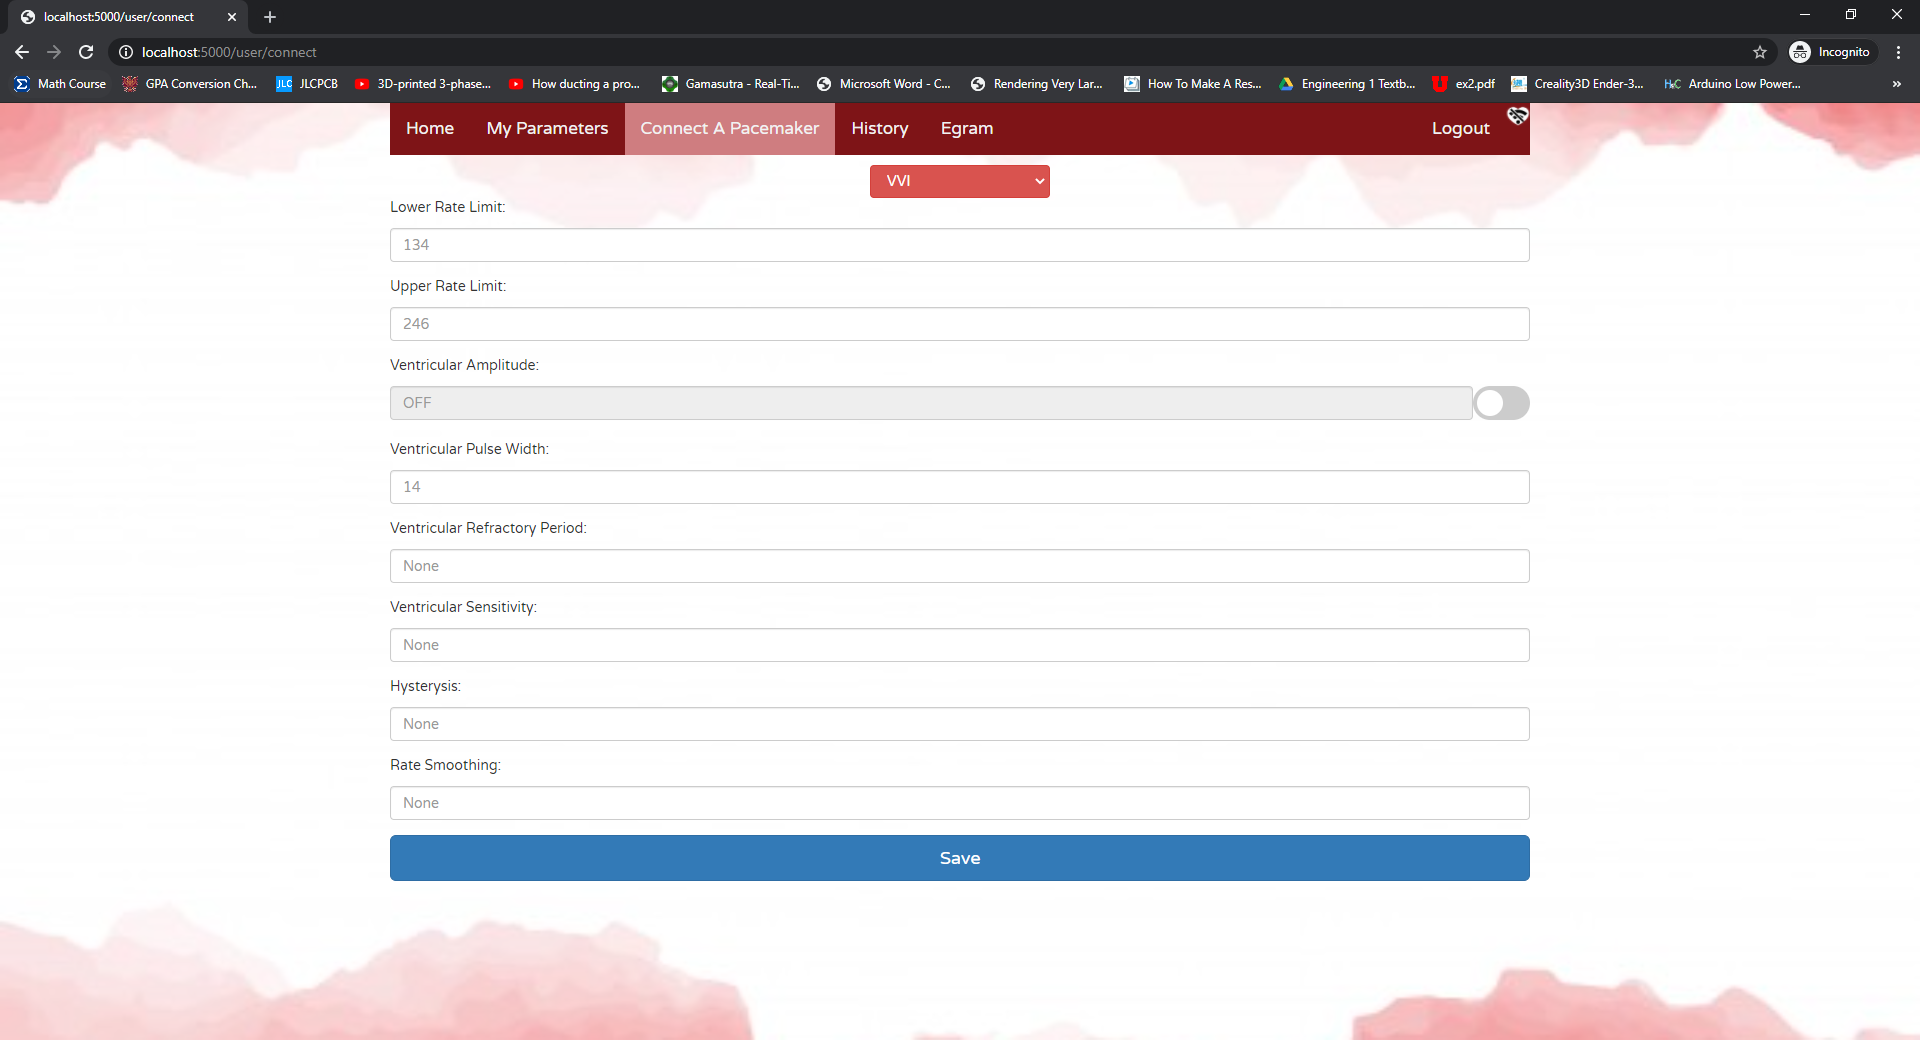 localhost:5000/user/connect
localhost:5000/user/connect
Incognito
Math Course GPA Conversion Ch... JLC JLCPCB 3D-printed 3-phase... How ducting a pro... Gamasutra - Real-Ti... Microsoft Word - C... Rendering Very Lar... How To Make A Res... Engineering 1 Textb... ex2.pdf Creality3D Ender-3... Arduino Low Power... »
Home My Parameters Connect A Pacemaker History Egram Logout
VVI
Lower Rate Limit:
134
Upper Rate Limit:
246
Ventricular Amplitude:
OFF
Ventricular Pulse Width:
14
Ventricular Refractory Period:
None
Ventricular Sensitivity:
None
Hysterysis:
None
Rate Smoothing:
None
Save